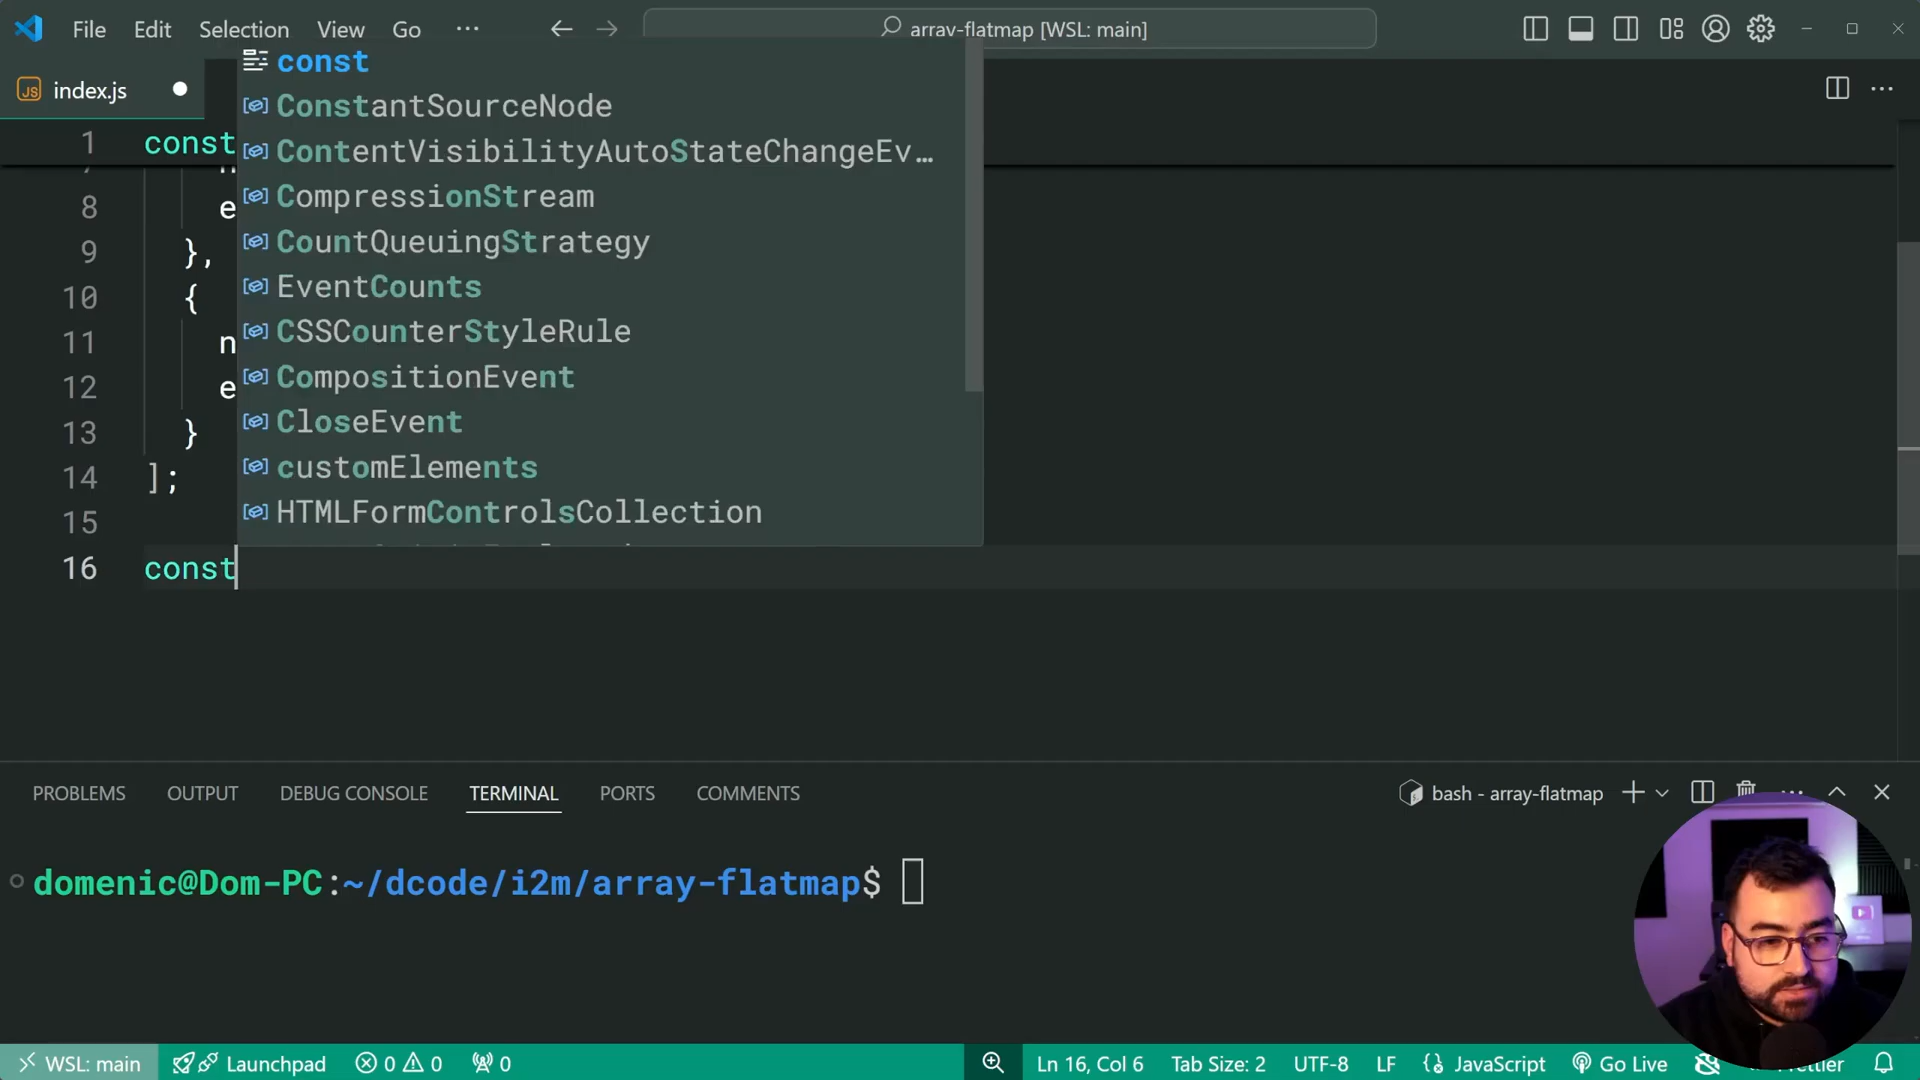 File Edit Selection View Go ··· array-flatmap [WSL: main]
JS index.js
1 const
const
ConstantSourceNode
ContentVisibilityAutoStateChangeEv…
CompressionStream
CountQueuingStrategy
EventCounts
CSSCounterStyleRule
CompositionEvent
CloseEvent
customElements
HTMLFormControlsCollection
8 e
9 },
10 {
11 n
12 e
13 }
14 ];
15
16 const
PROBLEMS OUTPUT DEBUG CONSOLE TERMINAL PORTS COMMENTS bash - array-flatmap
domenic@Dom-PC:~/dcode/i2m/array-flatmap$
WSL: main Launchpad 0 0 0 Ln 16, Col 6 Tab Size: 2 UTF-8 LF {} JavaScript Go Live